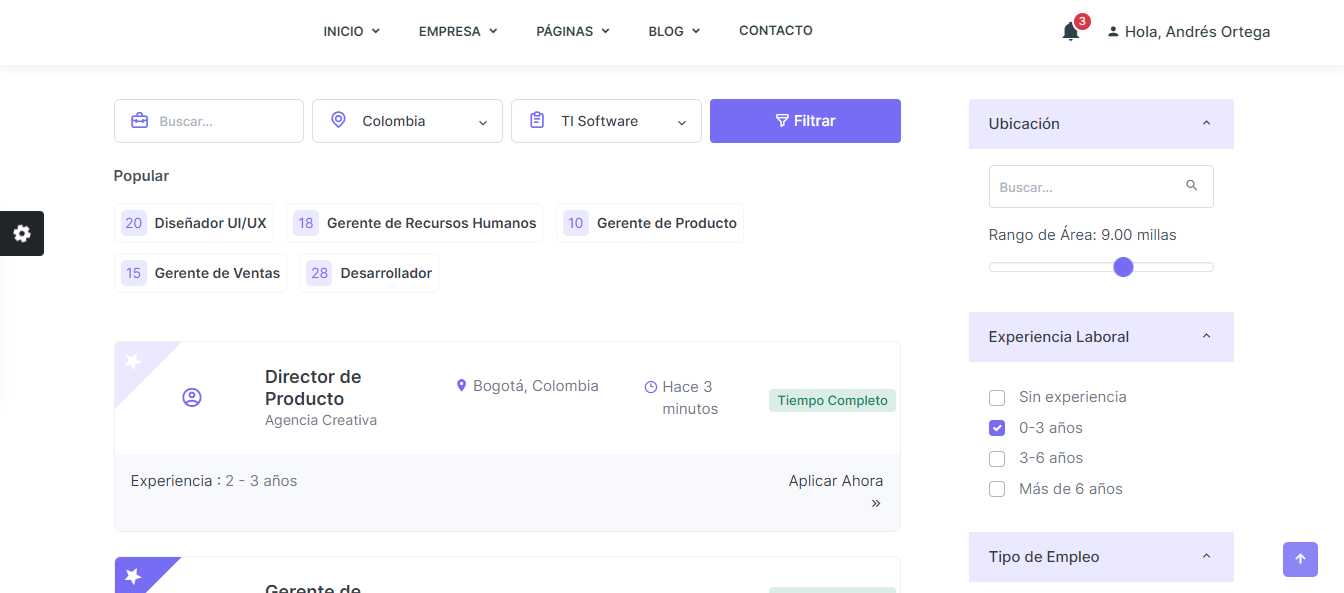 INICIO EMPRESA PÁGINAS BLOG CONTACTO 3 Hola, Andrés Ortega
Buscar... Colombia TI Software Filtrar
Popular
20 Diseñador UI/UX 18 Gerente de Recursos Humanos 10 Gerente de Producto
15 Gerente de Ventas 28 Desarrollador
Director de
Producto
Agencia Creativa
Bogotá, Colombia
Hace 3
minutos
Tiempo Completo
Experiencia : 2 - 3 años
Aplicar Ahora
»
Gerente de
Ubicación
Buscar...
Rango de Área: 9.00 millas
Experiencia Laboral
Sin experiencia
0-3 años
3-6 años
Más de 6 años
Tipo de Empleo